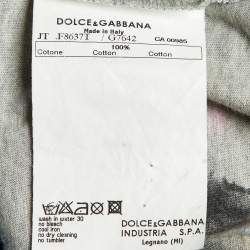 DOLCE&GABBANA
Made in Italy
JT .F8637T / G7642 CA 00985
100%
Cotone Cotton Cotton
wash in water 30
no bleach
cool iron
no dry cleaning
no tumbler
DOLCE&GABBANA
INDUSTRIA S.P.A.
Legnano (MI)